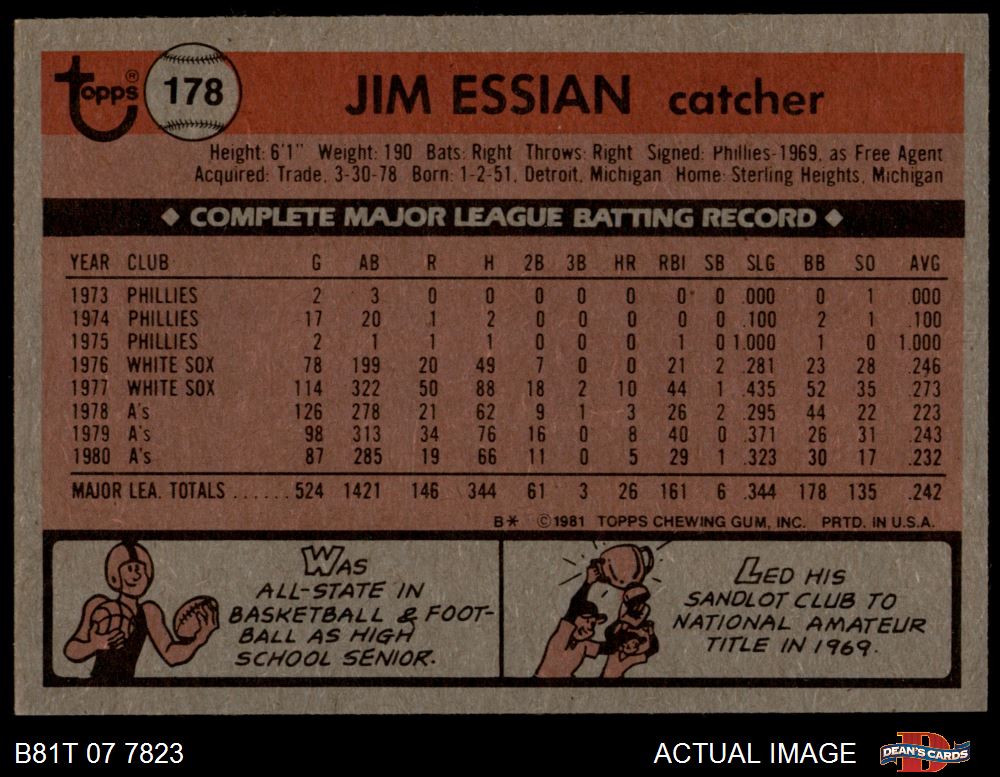 Topps® 178 JIM ESSIAN catcher
Height: 6'1" Weight: 190 Bats: Right Throws: Right Signed: Phillies-1969, as Free Agent
Acquired: Trade, 3-30-78 Born: 1-2-51, Detroit, Michigan Home: Sterling Heights, Michigan
◆ COMPLETE MAJOR LEAGUE BATTING RECORD ◆
YEAR CLUB G AB R H 2B 3B HR RBI SB SLG BB SO AVG
1973 PHILLIES 2 3 0 0 0 0 0 0 0 .000 0 1 .000
1974 PHILLIES 17 20 1 2 0 0 0 0 0 .100 2 1 .100
1975 PHILLIES 2 1 1 1 0 0 0 1 0 1.000 1 0 1.000
1976 WHITE SOX 78 199 20 49 7 0 0 21 2 .281 23 28 .246
1977 WHITE SOX 114 322 50 88 18 2 10 44 1 .435 52 35 .273
1978 A's 126 278 21 62 9 1 3 26 2 .295 44 22 .223
1979 A's 98 313 34 76 16 0 8 40 0 .371 26 31 .243
1980 A's 87 285 19 66 11 0 5 29 1 .323 30 17 .232
MAJOR LEA. TOTALS ...... 524 1421 146 344 61 3 26 161 6 .344 178 135 .242
B* ©1981 TOPPS CHEWING GUM, INC. PRTD. IN U.S.A.
WAS
ALL-STATE IN
BASKETBALL & FOOT-
BALL AS HIGH
SCHOOL SENIOR.
LED HIS
SANDLOT CLUB TO
NATIONAL AMATEUR
TITLE IN 1969.
B81T 07 7823 ACTUAL IMAGE DEAN'S CARDS